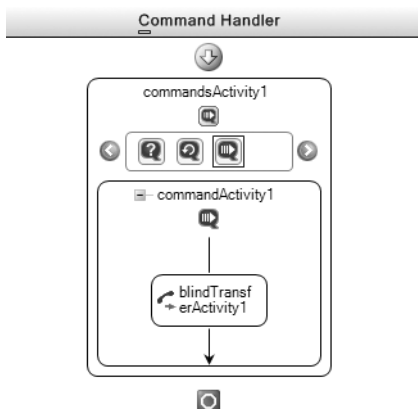 Command Handler
commandsActivity1
commandActivity1
blindTransf
erActivity1